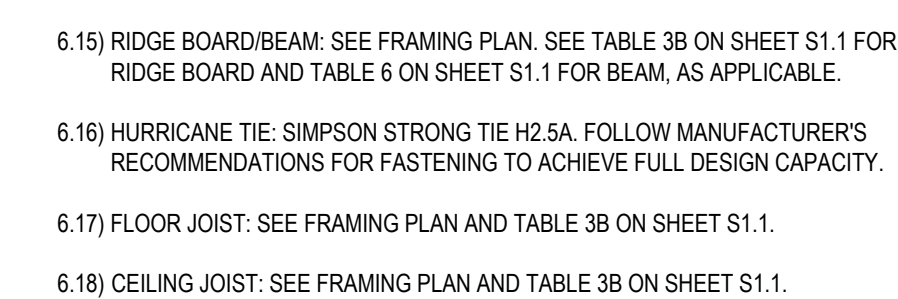 6.15) RIDGE BOARD/BEAM: SEE FRAMING PLAN. SEE TABLE 3B ON SHEET S1.1 FOR
RIDGE BOARD AND TABLE 6 ON SHEET S1.1 FOR BEAM, AS APPLICABLE.
6.16) HURRICANE TIE: SIMPSON STRONG TIE H2.5A. FOLLOW MANUFACTURER'S
RECOMMENDATIONS FOR FASTENING TO ACHIEVE FULL DESIGN CAPACITY.
6.17) FLOOR JOIST: SEE FRAMING PLAN AND TABLE 3B ON SHEET S1.1.
6.18) CEILING JOIST: SEE FRAMING PLAN AND TABLE 3B ON SHEET S1.1.